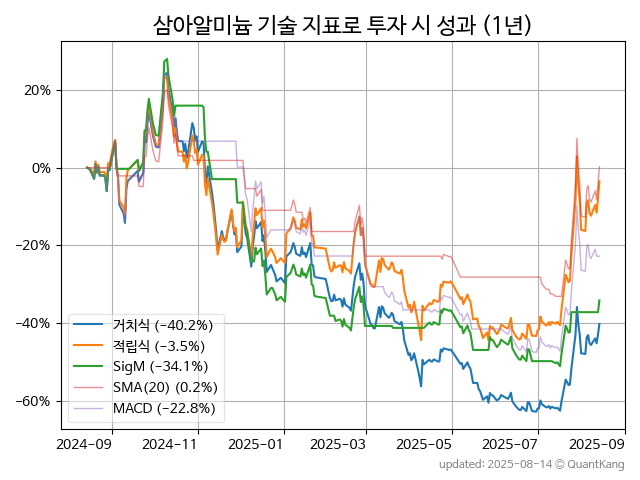 삼아알미늄 기술 지표로 투자 시 성과 (1년)
20%
0%
−20%
−40%
−60%
거치식 (−40.2%)
적립식 (−3.5%)
SigM (−34.1%)
SMA(20) (0.2%)
MACD (−22.8%)
2024-09 2024-11 2025-01 2025-03 2025-05 2025-07 2025-09
updated: 2025-08-14 © QuantKang